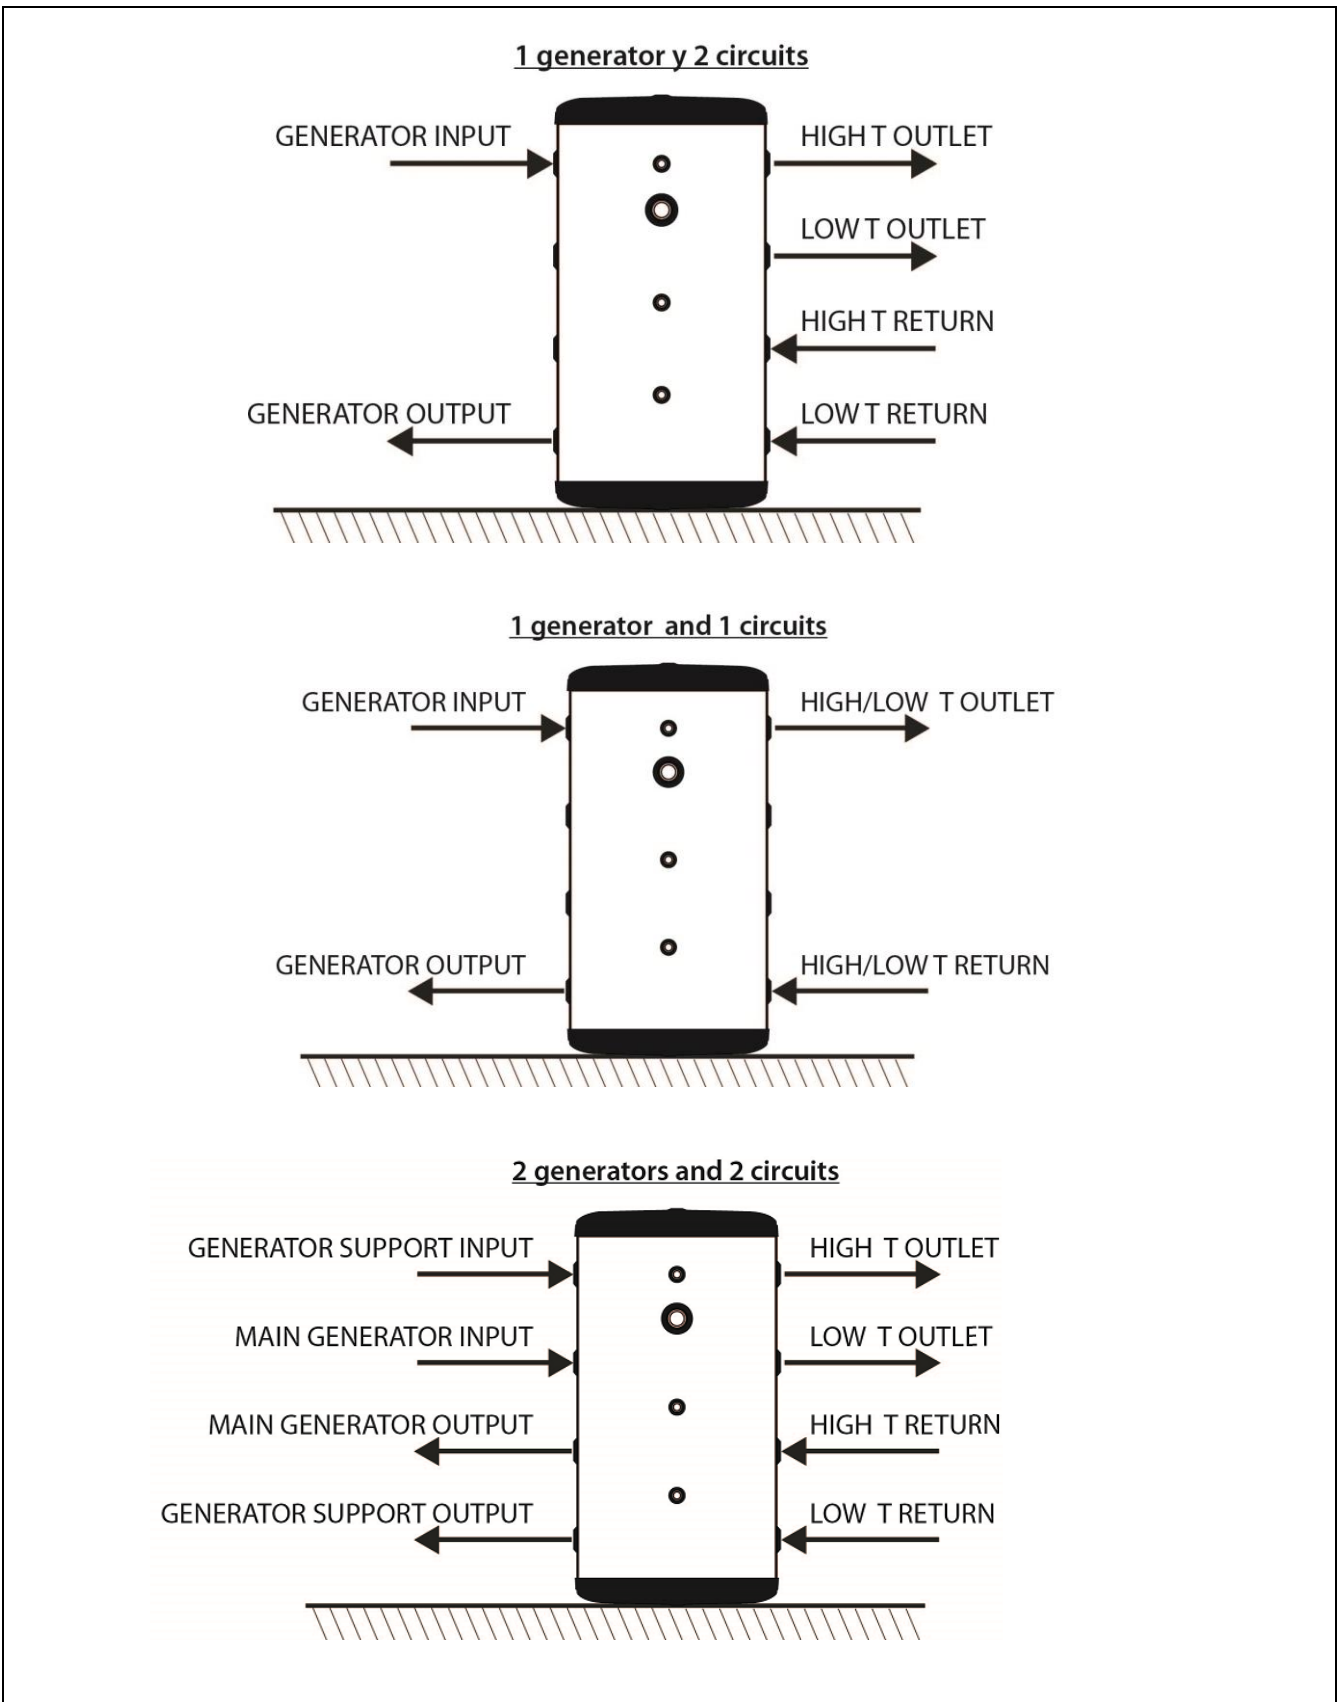 1 generator y 2 circuits
GENERATOR INPUT
HIGH T OUTLET
LOW T OUTLET
HIGH T RETURN
GENERATOR OUTPUT
LOW T RETURN
1 generator and 1 circuits
GENERATOR INPUT
HIGH/LOW T OUTLET
GENERATOR OUTPUT
HIGH/LOW T RETURN
2 generators and 2 circuits
GENERATOR SUPPORT INPUT
HIGH T OUTLET
MAIN GENERATOR INPUT
LOW T OUTLET
MAIN GENERATOR OUTPUT
HIGH T RETURN
GENERATOR SUPPORT OUTPUT
LOW T RETURN